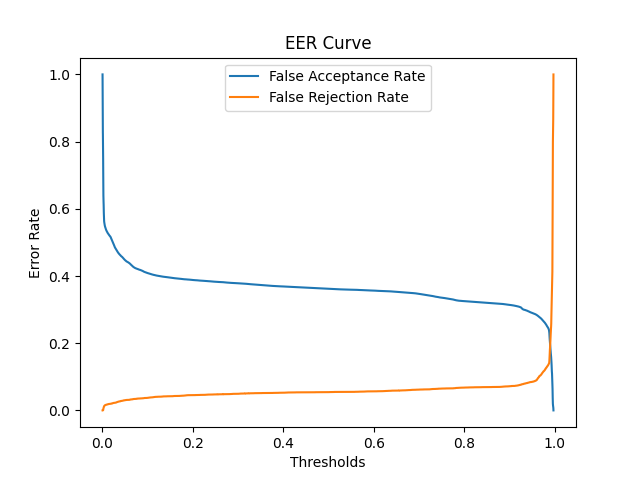 EER Curve
False Acceptance Rate
False Rejection Rate
1.0
0.8
0.6
0.4
0.2
0.0
Error Rate
0.0 0.2 0.4 0.6 0.8 1.0
Thresholds